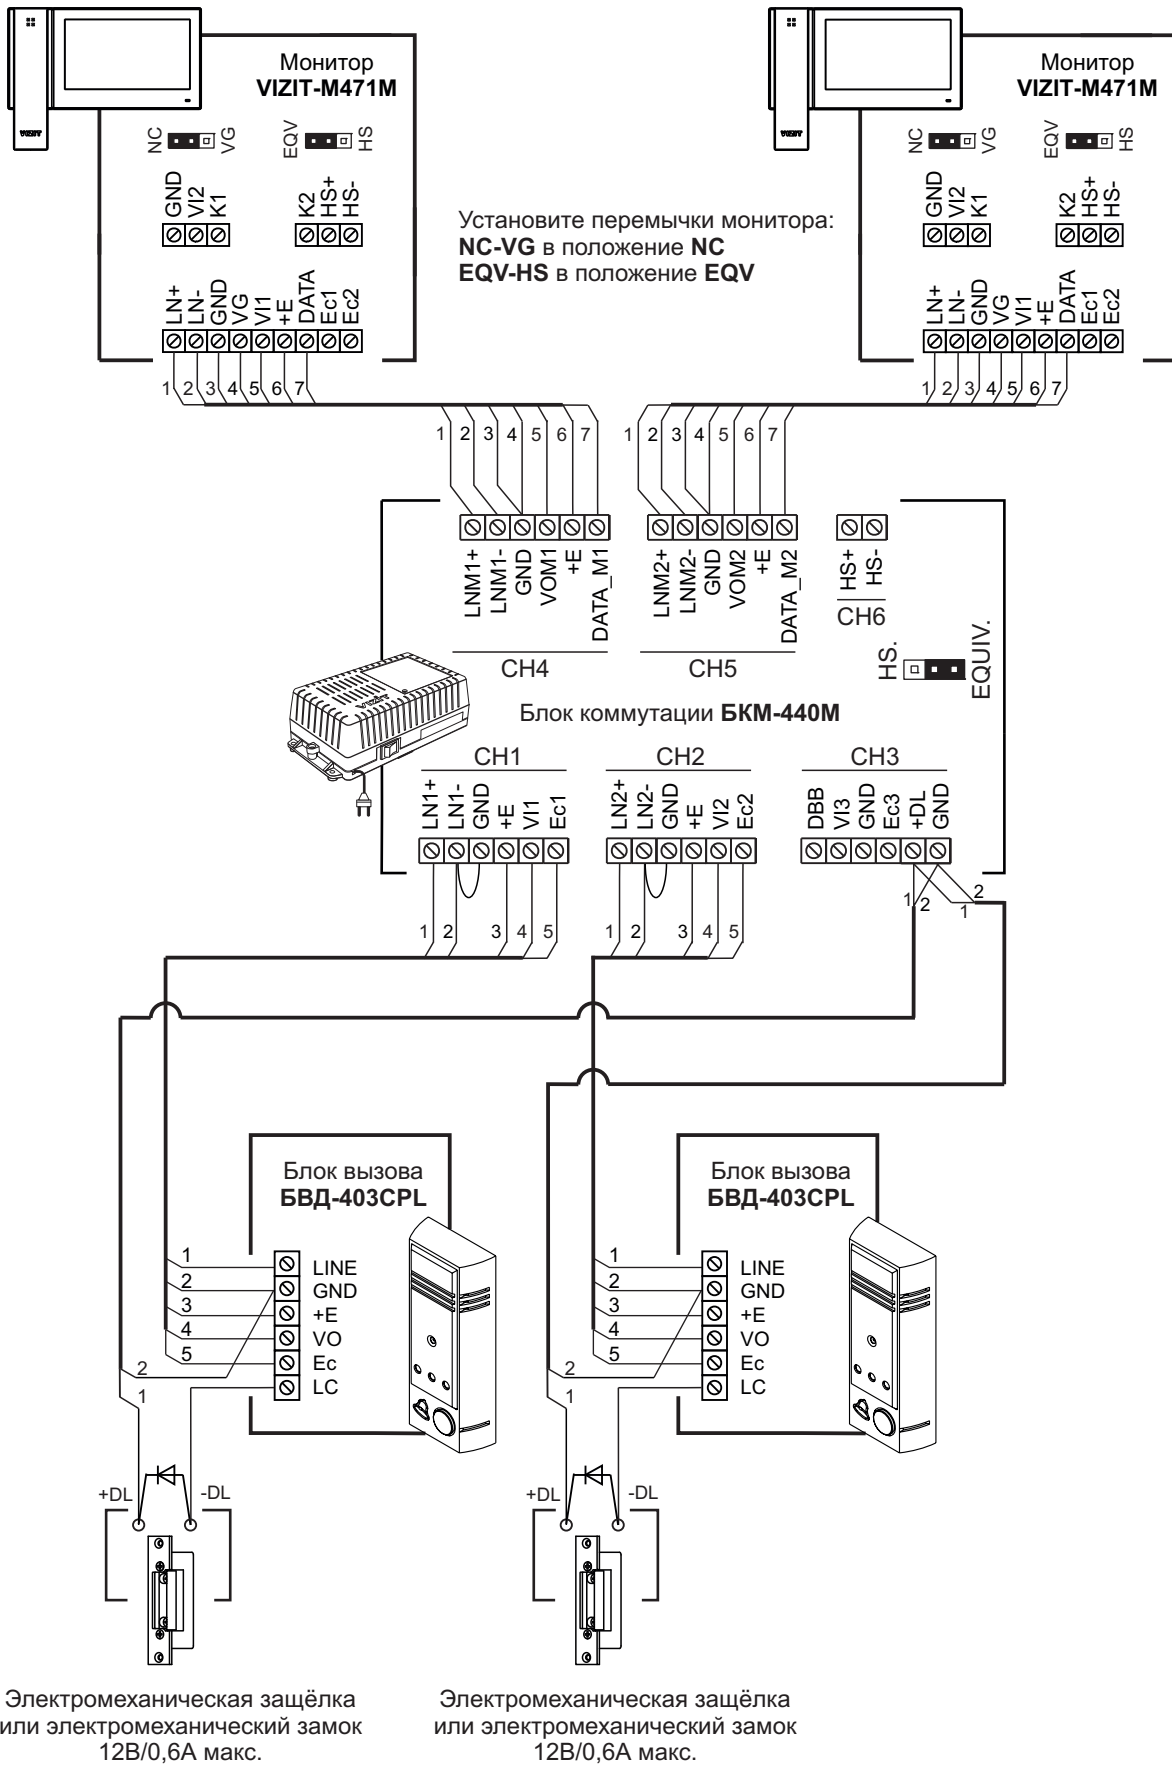 Монитор
VIZIT-M471M
Монитор
VIZIT-M471M
VIZIT
VIZIT
NC
VG
EQV
HS
NC
VG
EQV
HS
GND
VI2
K1
K2
HS+
HS-
GND
VI2
K1
K2
HS+
HS-
Установите перемычки монитора:
NC-VG в положение NC
EQV-HS в положение EQV
LN+
LN-
GND
VG
VI1
+E
DATA
Ec1
Ec2
LN+
LN-
GND
VG
VI1
+E
DATA
Ec1
Ec2
1 2 3 4 5 6 7
1 2 3 4 5 6 7
1 2 3 4 5 6 7
1 2 3 4 5 6 7
LNM1+
LNM1-
GND
VOM1
+E
DATA_M1
LNM2+
LNM2-
GND
VOM2
+E
DATA_M2
HS+
HS-
CH4
CH5
CH6
HS.
EQUIV.
VIZIT
Блок коммутации БКМ-440М
CH1
CH2
CH3
LN1+
LN1-
GND
+E
VI1
Ec1
LN2+
LN2-
GND
+E
VI2
Ec2
DBB
VI3
GND
Ec3
+DL
GND
1 2 3 4 5
1 2 3 4 5
1 2 1 2
Блок вызова
БВД-403CPL
Блок вызова
БВД-403CPL
1
2
3
4
5
LINE
GND
+E
VO
Ec
LC
2
1
1
2
3
4
5
LINE
GND
+E
VO
Ec
LC
2
1
+DL
-DL
+DL
-DL
Электромеханическая защёлка
или электромеханический замок
12В/0,6А макс.
Электромеханическая защёлка
или электромеханический замок
12В/0,6А макс.